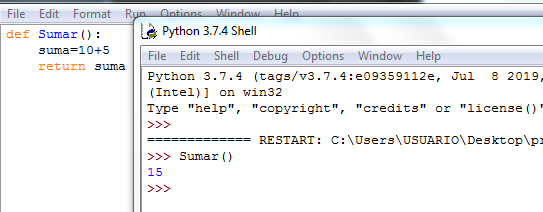 File Edit Format Run Options Window Help
def Sumar():
suma=10+5
return suma
Python 3.7.4 Shell
File Edit Shell Debug Options Window Help
Python 3.7.4 (tags/v3.7.4:e09359112e, Jul 8 2019,
(Intel)] on win32
Type "help", "copyright", "credits" or "license()"
>>>
============= RESTART: C:\Users\USUARIO\Desktop\pr
>>> Sumar()
15
>>>